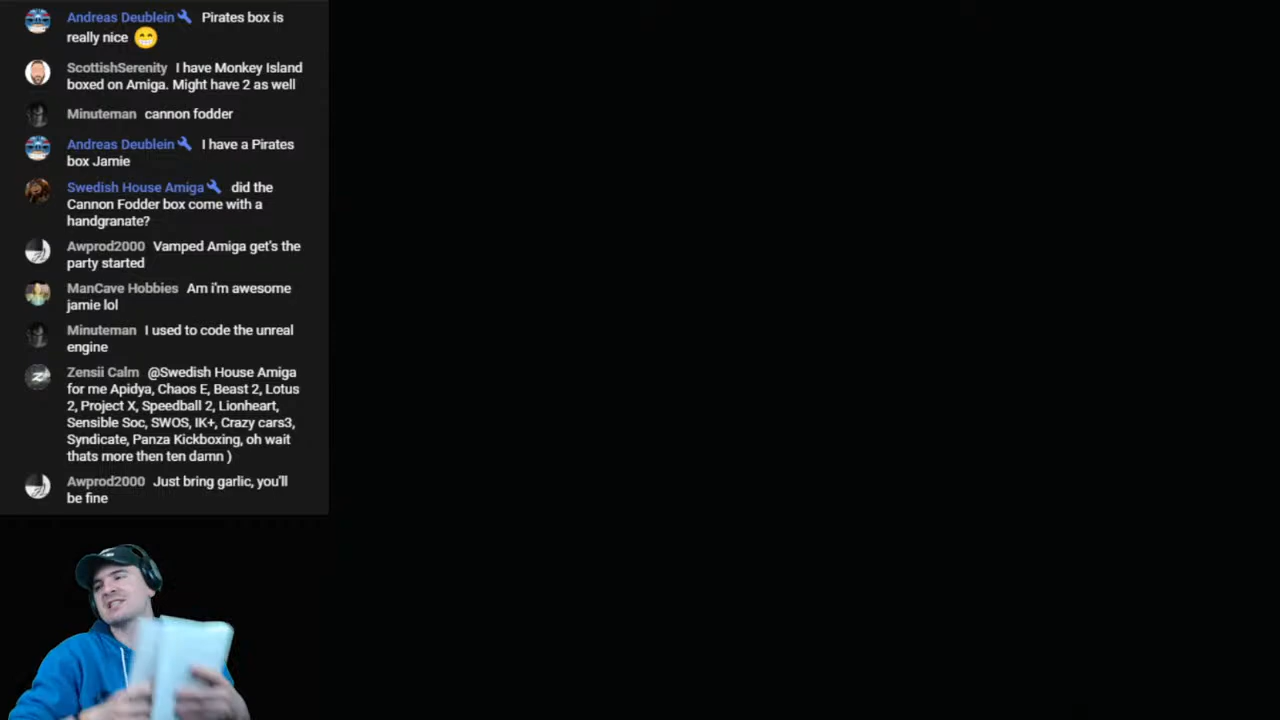 Andreas Deublein Pirates box is
really nice 😁
ScottishSerenity I have Monkey Island
boxed on Amiga. Might have 2 as well
Minuteman cannon fodder
Andreas Deublein I have a Pirates
box Jamie
Swedish House Amiga did the
Cannon Fodder box come with a
handgranate?
Awprod2000 Vamped Amiga get's the
party started
ManCave Hobbies Am i'm awesome
jamie lol
Minuteman I used to code the unreal
engine
Zensii Calm @Swedish House Amiga
for me Apidya, Chaos E, Beast 2, Lotus
2, Project X, Speedball 2, Lionheart,
Sensible Soc, SWOS, IK+, Crazy cars3,
Syndicate, Panza Kickboxing, oh wait
thats more then ten damn )
Awprod2000 Just bring garlic, you'll
be fine